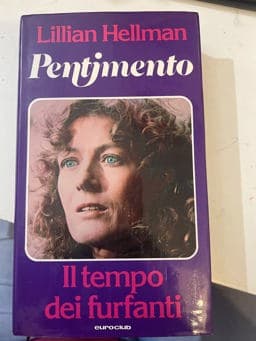 Lillian Hellman
Pentimento
Il tempo
dei furfanti
euroclub